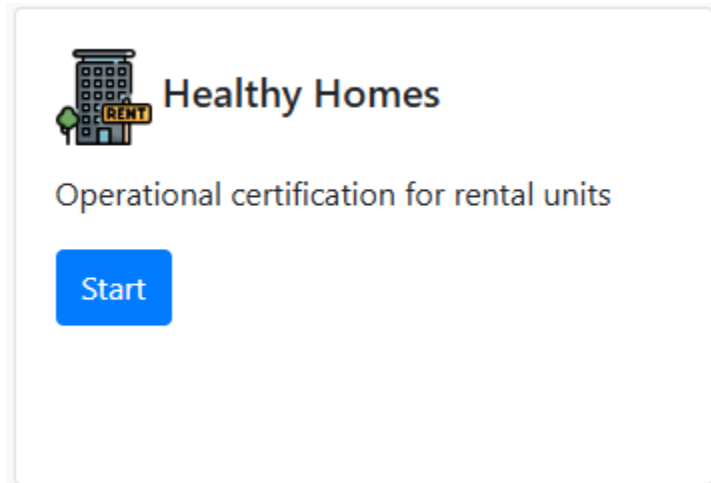 Healthy Homes
RENT
Operational certification for rental units
Start